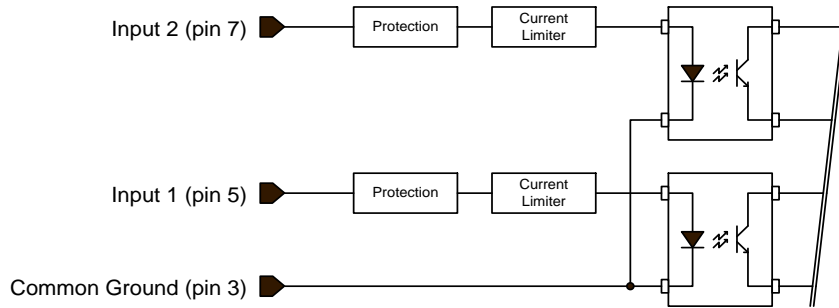 Input 2 (pin 7)
Protection
Current
Limiter
Input 1 (pin 5)
Protection
Current
Limiter
Common Ground (pin 3)